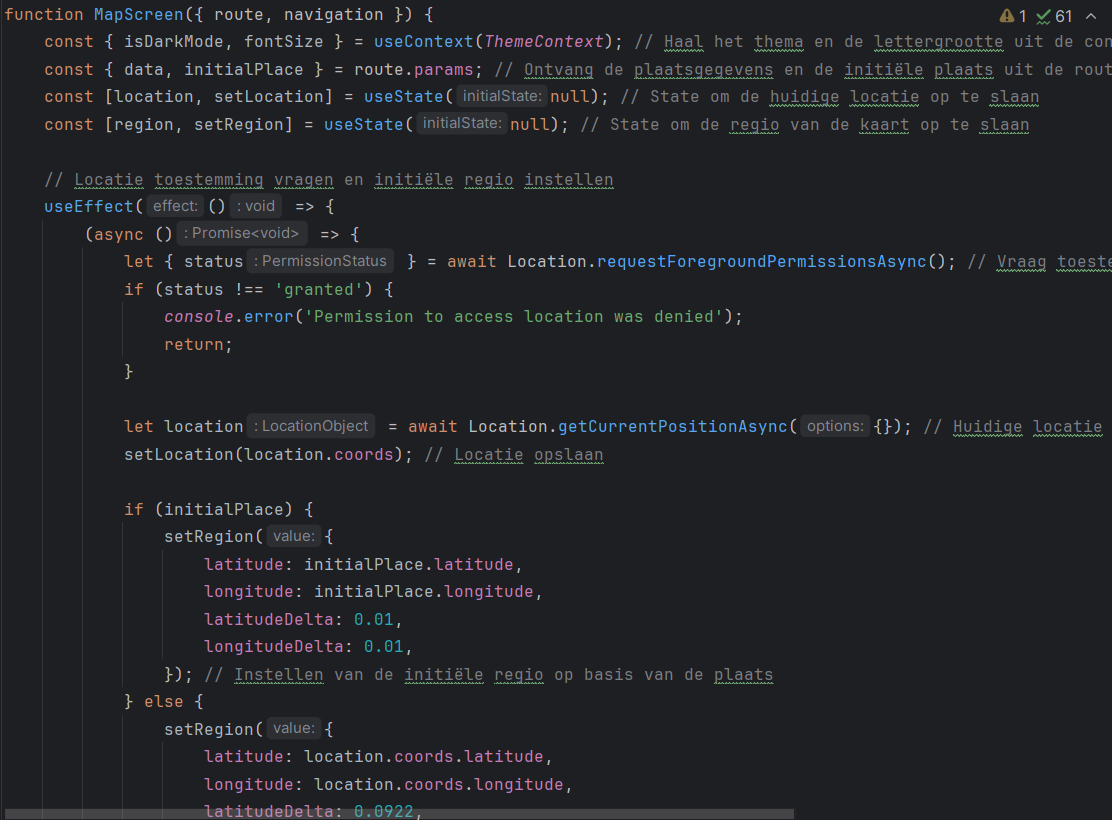 function MapScreen({ route, navigation }) {
1 61
const { isDarkMode, fontSize } = useContext(ThemeContext); // Haal het thema en de lettergrootte uit de con
const { data, initialPlace } = route.params; // Ontvang de plaatsgegevens en de initiële plaats uit de rout
const [location, setLocation] = useState( initialState: null); // State om de huidige locatie op te slaan
const [region, setRegion] = useState( initialState: null); // State om de regio van de kaart op te slaan
// Locatie toestemming vragen en initiële regio instellen
useEffect( effect: () : void => {
(async () : Promise<void> => {
let { status : PermissionStatus } = await Location.requestForegroundPermissionsAsync(); // Vraag toeste
if (status !== 'granted') {
console.error('Permission to access location was denied');
return;
}
let location : LocationObject = await Location.getCurrentPositionAsync( options: {}); // Huidige locatie
setLocation(location.coords); // Locatie opslaan
if (initialPlace) {
setRegion( value: {
latitude: initialPlace.latitude,
longitude: initialPlace.longitude,
latitudeDelta: 0.01,
longitudeDelta: 0.01,
}); // Instellen van de initiële regio op basis van de plaats
} else {
setRegion( value: {
latitude: location.coords.latitude,
longitude: location.coords.longitude,
latitudeDelta: 0.0922,